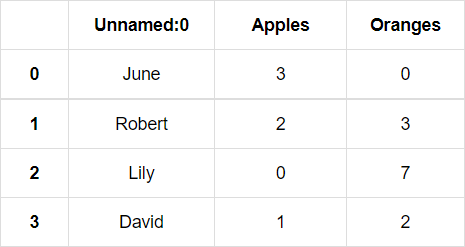 Unnamed:0 Apples Oranges
0 June 3 0
1 Robert 2 3
2 Lily 0 7
3 David 1 2